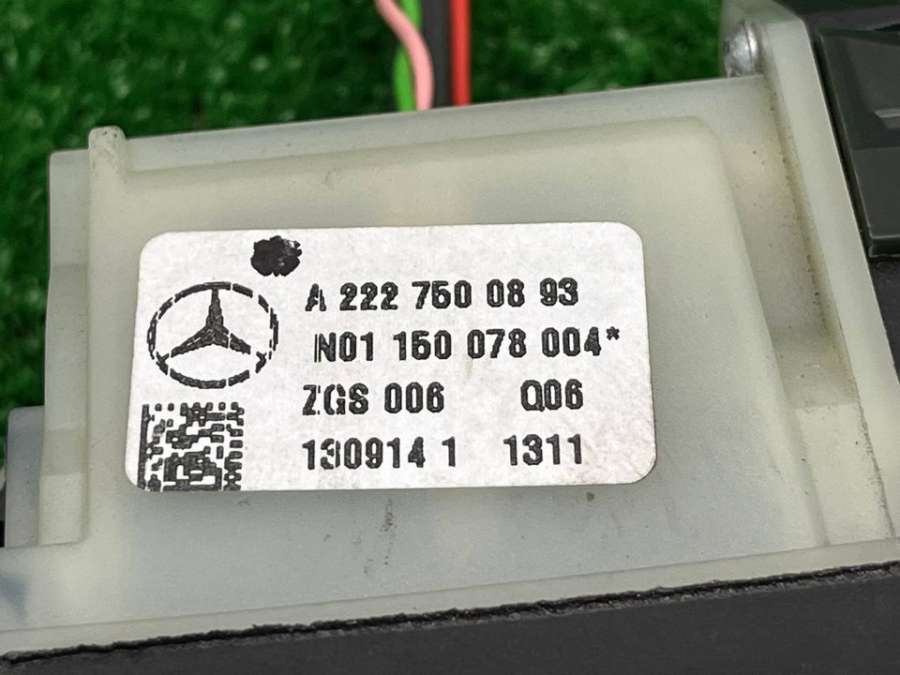 A 222 750 08 93
N01 150 078 004*
ZGS 006 Q06
130914 1 1311